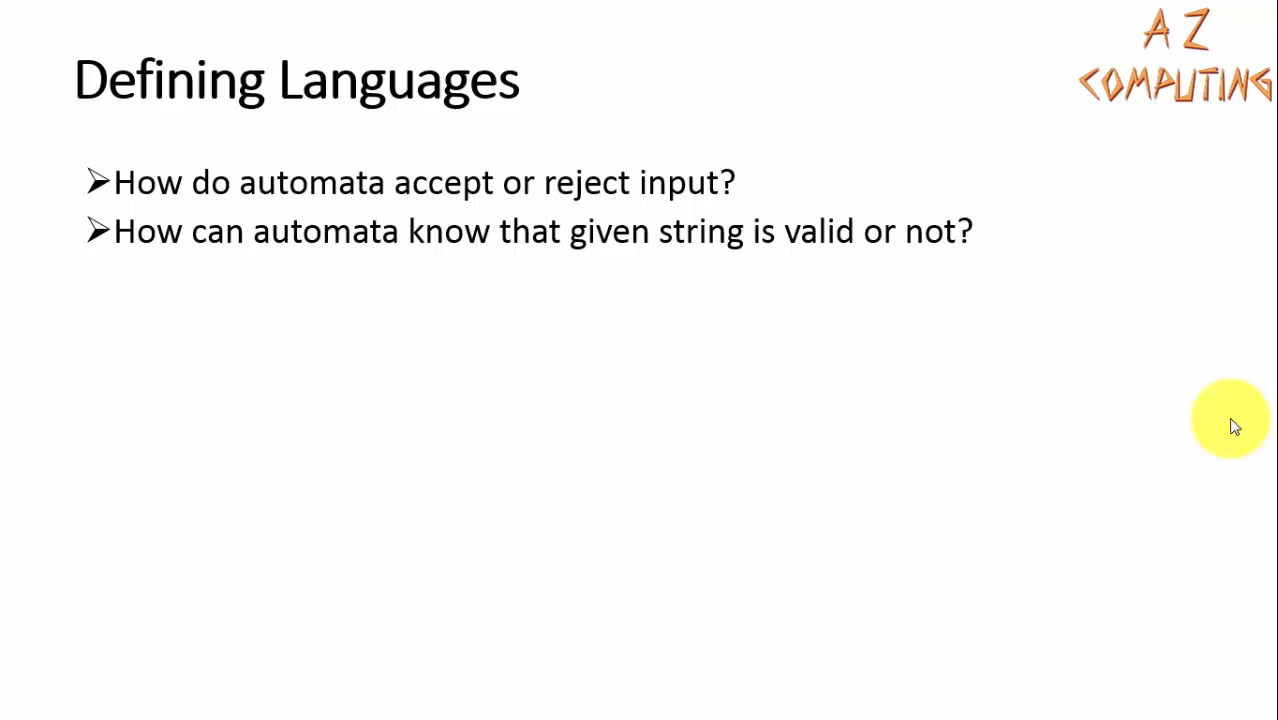 A Z
COMPUTING
Defining Languages
➢How do automata accept or reject input?
➢How can automata know that given string is valid or not?